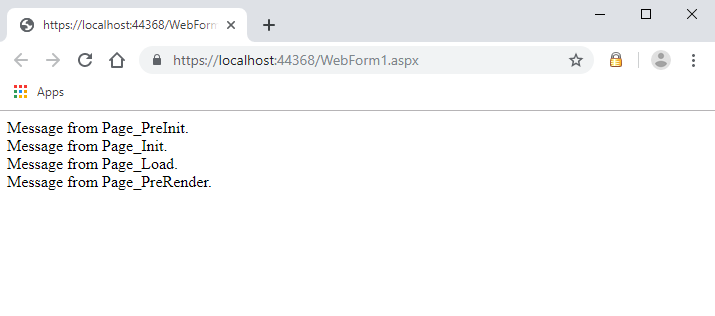 https://localhost:44368/WebForm
https://localhost:44368/WebForm1.aspx
Apps
Message from Page_PreInit.
Message from Page_Init.
Message from Page_Load.
Message from Page_PreRender.